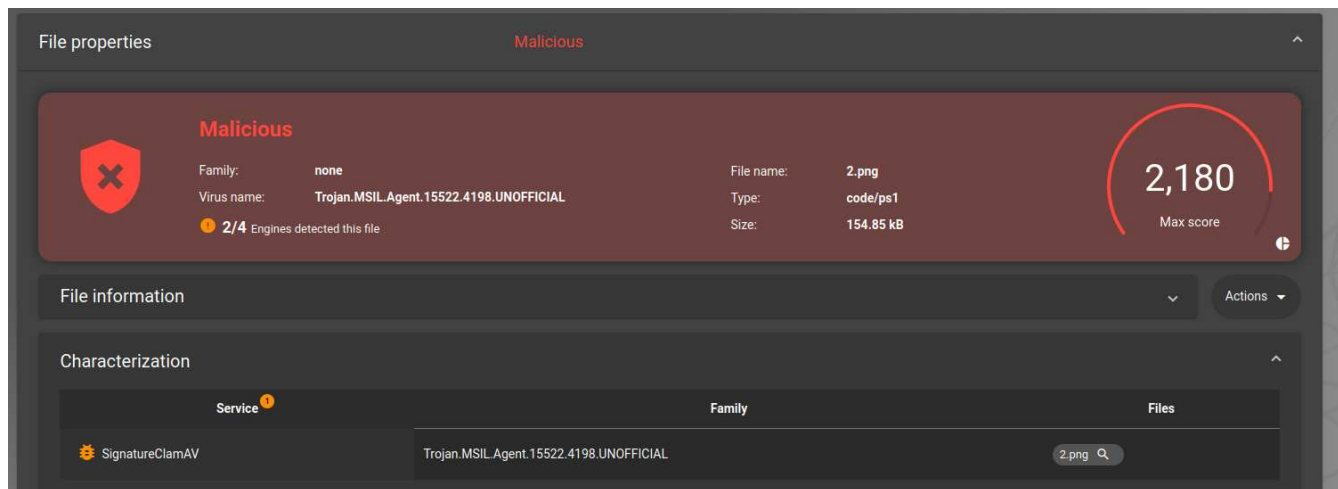 File properties
Malicious
Malicious
Family: none
File name: 2.png
Virus name: Trojan.MSIL.Agent.15522.4198.UNOFFICIAL
Type: code/ps1
! 2/4 Engines detected this file
Size: 154.85 kB
2,180
Max score
File information
Actions
Characterization
Service 1
Family
Files
SignatureClamAV
Trojan.MSIL.Agent.15522.4198.UNOFFICIAL
2.png